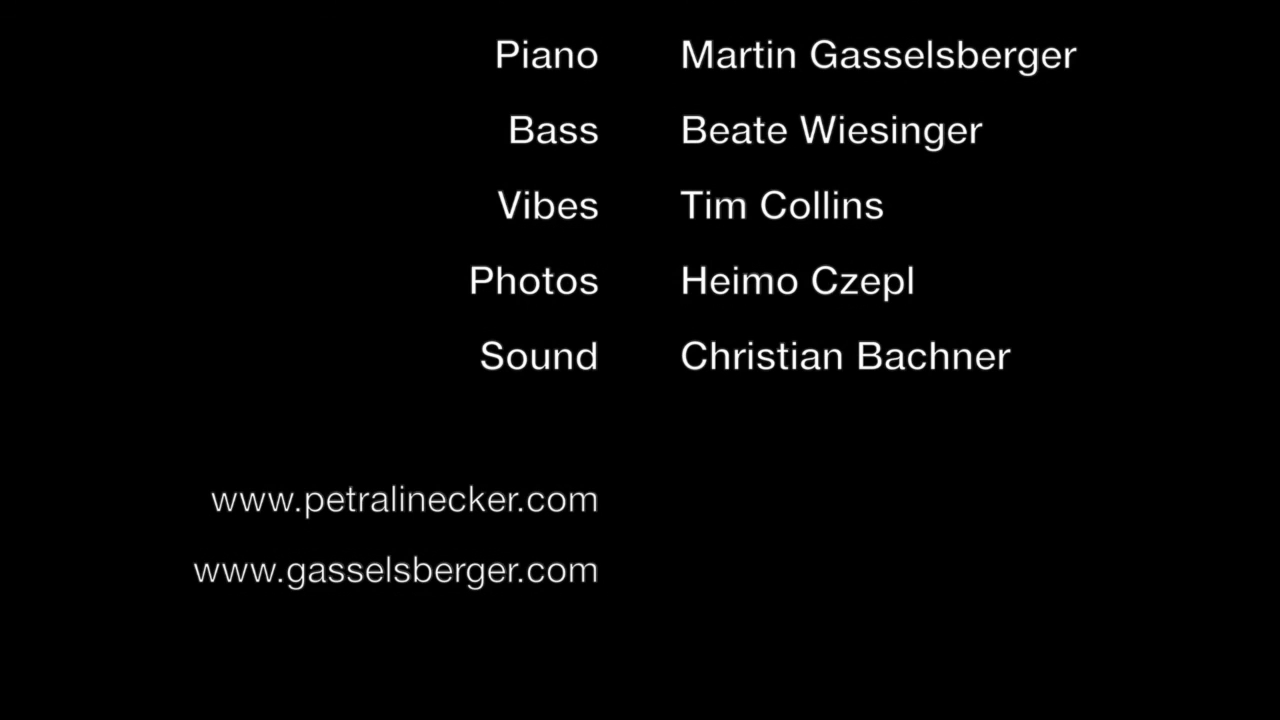 Piano Martin Gasselsberger
Bass Beate Wiesinger
Vibes Tim Collins
Photos Heimo Czepl
Sound Christian Bachner
www.petralinecker.com
www.gasselsberger.com